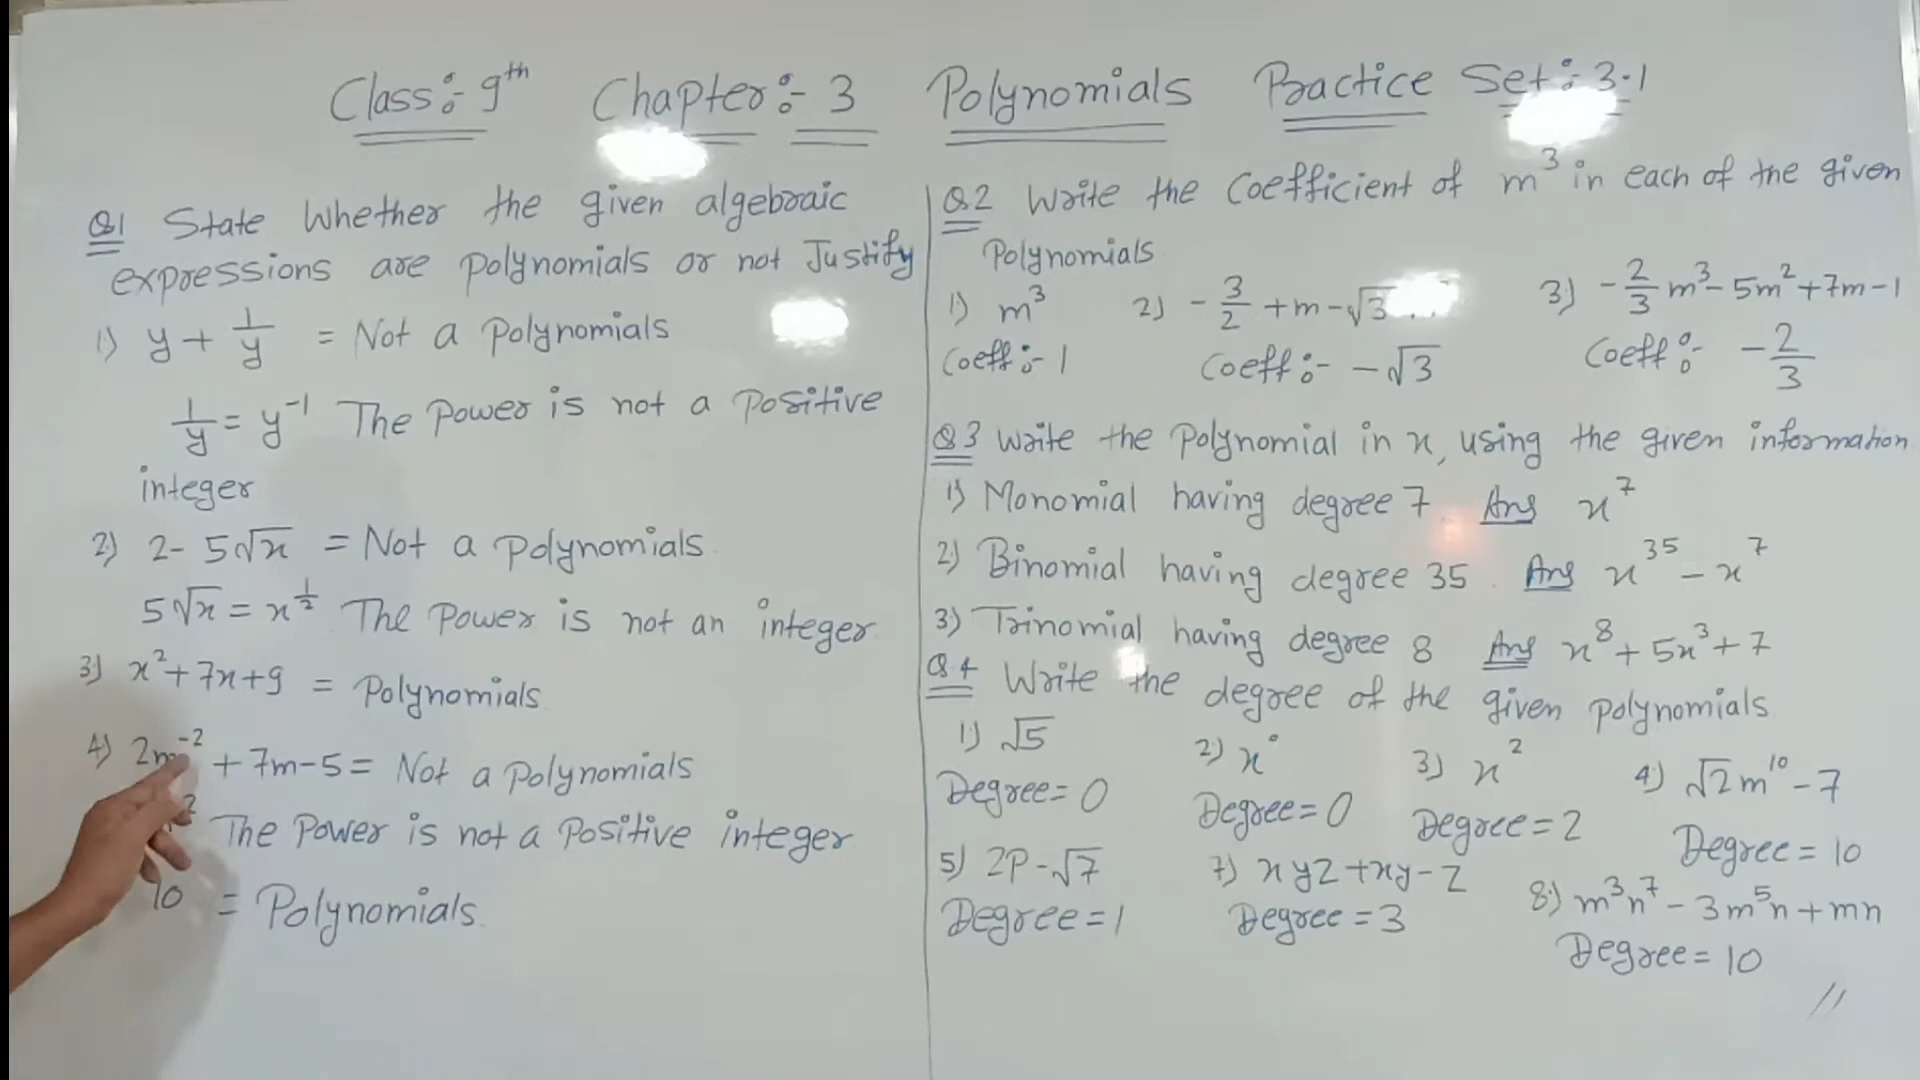 Class:- 9th Chapter:- 3 Polynomials Practice Set:- 3.1
Q1 State Whether the given algebraic
expressions are polynomials or not Justify
1) y + 1/y = Not a polynomials
1/y = y⁻¹ The Power is not a Positive
integer
2) 2 - 5√x = Not a polynomials
5√x = x^(1/2) The Power is not an integer
3) x² + 7x + 9 = Polynomials
4) 2m⁻² + 7m - 5 = Not a polynomials
The Power is not a Positive integer
10 = Polynomials
Q2 Write the Coefficient of m³ in each of the given
Polynomials
1) m³ 2) -3/2 + m - √3 3) -2/3 m³ - 5m² + 7m - 1
Coeff:- 1 Coeff:- -√3 Coeff:- -2/3
Q3 Write the Polynomial in x, using the given information
1) Monomial having degree 7 Ans x⁷
2) Binomial having degree 35. Ans x³⁵ - x⁷
3) Trinomial having degree 8 Ans x⁸ + 5x³ + 7
Q.4 Write the degree of the given polynomials
1) √5 2) x° 3) x² 4) √2m¹⁰ - 7
Degree = 0 Degree = 0 Degree = 2 Degree = 10
5) 2P - √7 7) xyz + xy - z 8) m³n⁷ - 3m⁵n + mn
Degree = 1 Degree = 3 Degree = 10